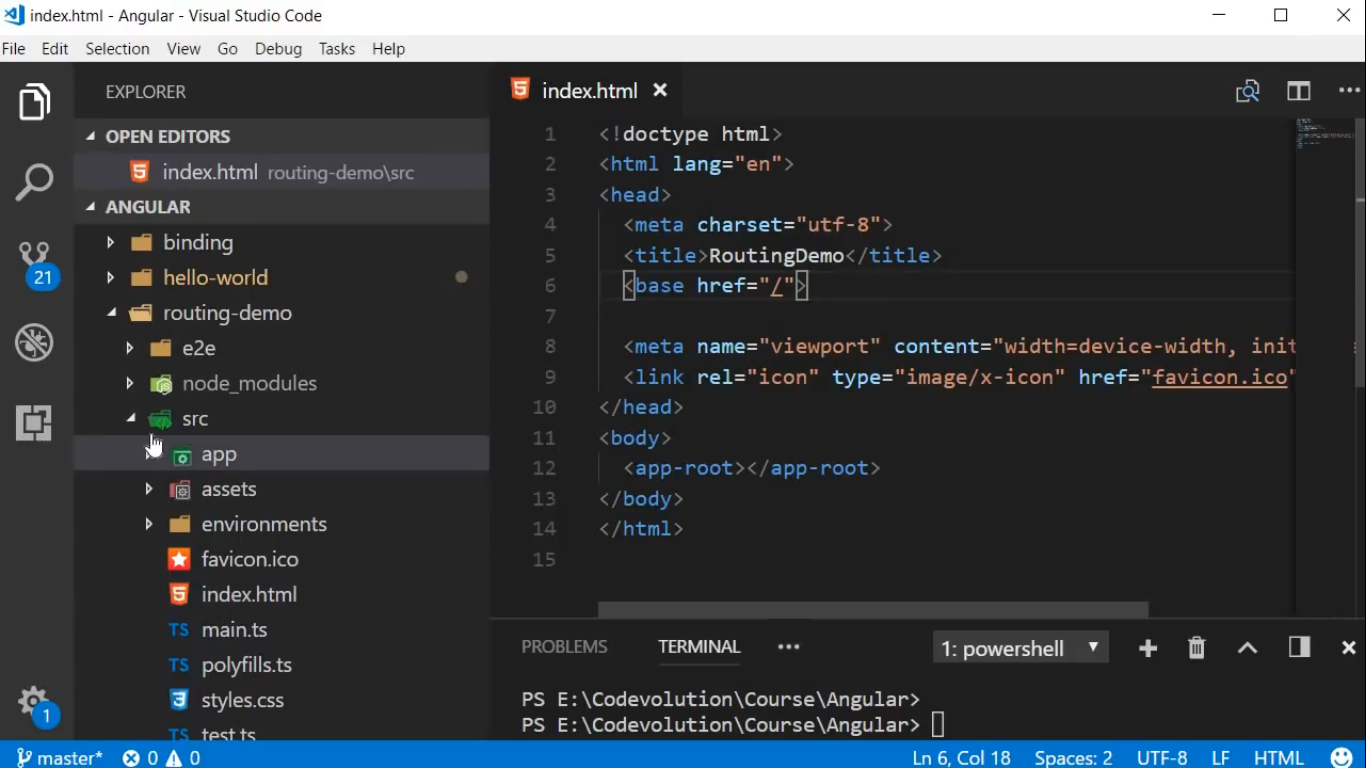 index.html - Angular - Visual Studio Code
File Edit Selection View Go Debug Tasks Help
EXPLORER
OPEN EDITORS
index.html routing-demo\src
ANGULAR
binding
hello-world
routing-demo
e2e
node_modules
src
app
assets
environments
favicon.ico
index.html
TS main.ts
TS polyfills.ts
styles.css
test.ts
21
1
index.html
1 <!doctype html>
2 <html lang="en">
3 <head>
4 <meta charset="utf-8">
5 <title>RoutingDemo</title>
6 <base href="/">
7
8 <meta name="viewport" content="width=device-width, init
9 <link rel="icon" type="image/x-icon" href="favicon.ico"
10 </head>
11 <body>
12 <app-root></app-root>
13 </body>
14 </html>
15
PROBLEMS TERMINAL ••• 1: powershell
PS E:\Codevolution\Course\Angular>
PS E:\Codevolution\Course\Angular>
master* 0 0 Ln 6, Col 18 Spaces: 2 UTF-8 LF HTML